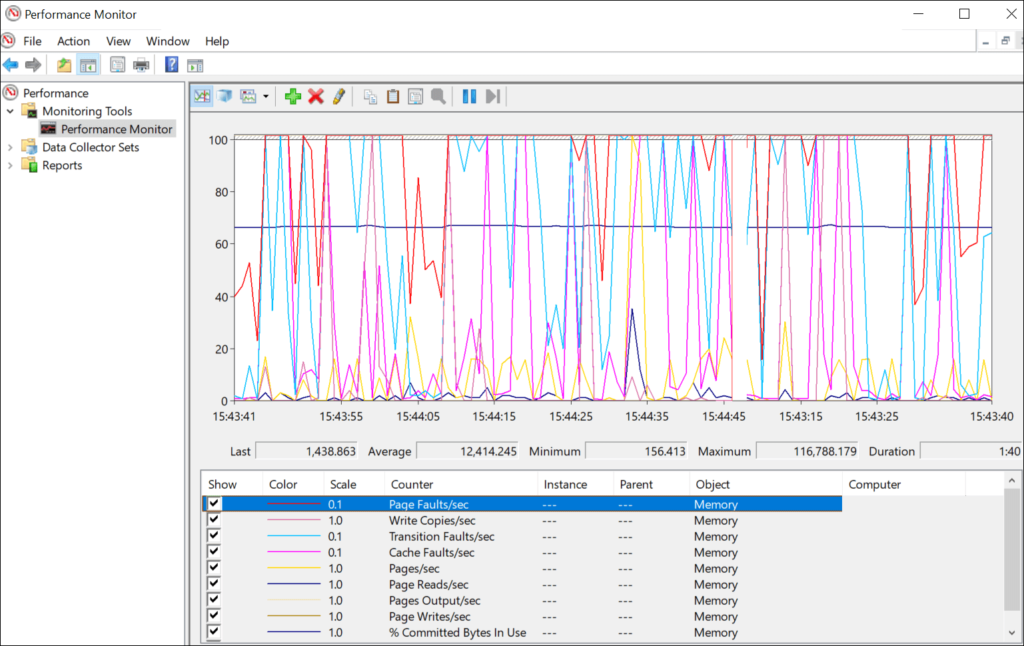 Performance Monitor
File Action View Window Help
Performance
Monitoring Tools
Performance Monitor
Data Collector Sets
Reports
100
80
60
40
20
0
15:43:41 15:43:55 15:44:05 15:44:15 15:44:25 15:44:35 15:44:45 15:43:15 15:43:25 15:43:40
Last 1,438.863 Average 12,414.245 Minimum 156.413 Maximum 116,788.179 Duration 1:40
Show Color Scale Counter Instance Parent Object Computer
0.1 Page Faults/sec --- --- Memory
1.0 Write Copies/sec --- --- Memory
0.1 Transition Faults/sec --- --- Memory
0.1 Cache Faults/sec --- --- Memory
1.0 Pages/sec --- --- Memory
1.0 Page Reads/sec --- --- Memory
1.0 Pages Output/sec --- --- Memory
1.0 Page Writes/sec --- --- Memory
1.0 % Committed Bytes In Use --- --- Memory